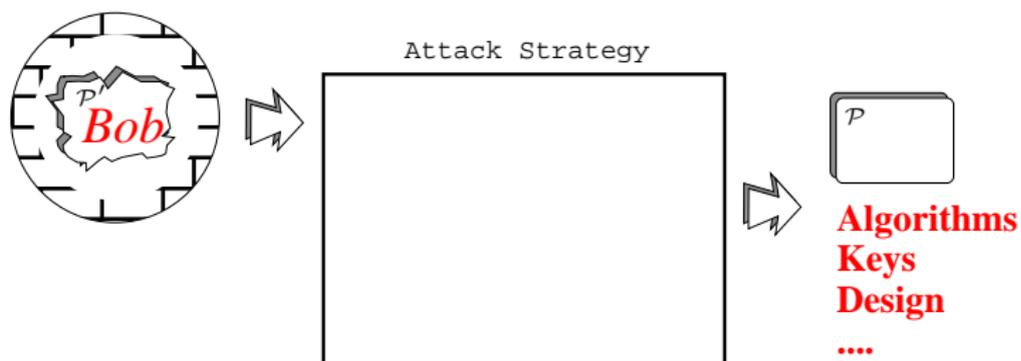 Attack Strategy
𝒫′
Bob
𝒫
Algorithms
Keys
Design
....